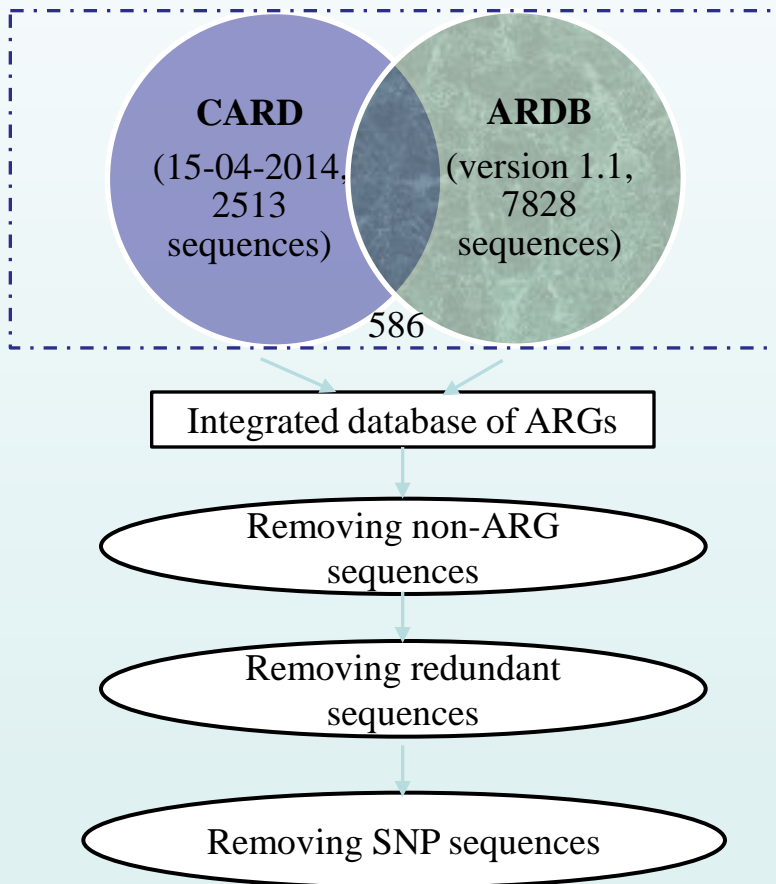 CARD
(15-04-2014,
2513
sequences)
ARDB
(version 1.1,
7828
sequences)
586
Integrated database of ARGs
Removing non-ARG
sequences
Removing redundant
sequences
Removing SNP sequences